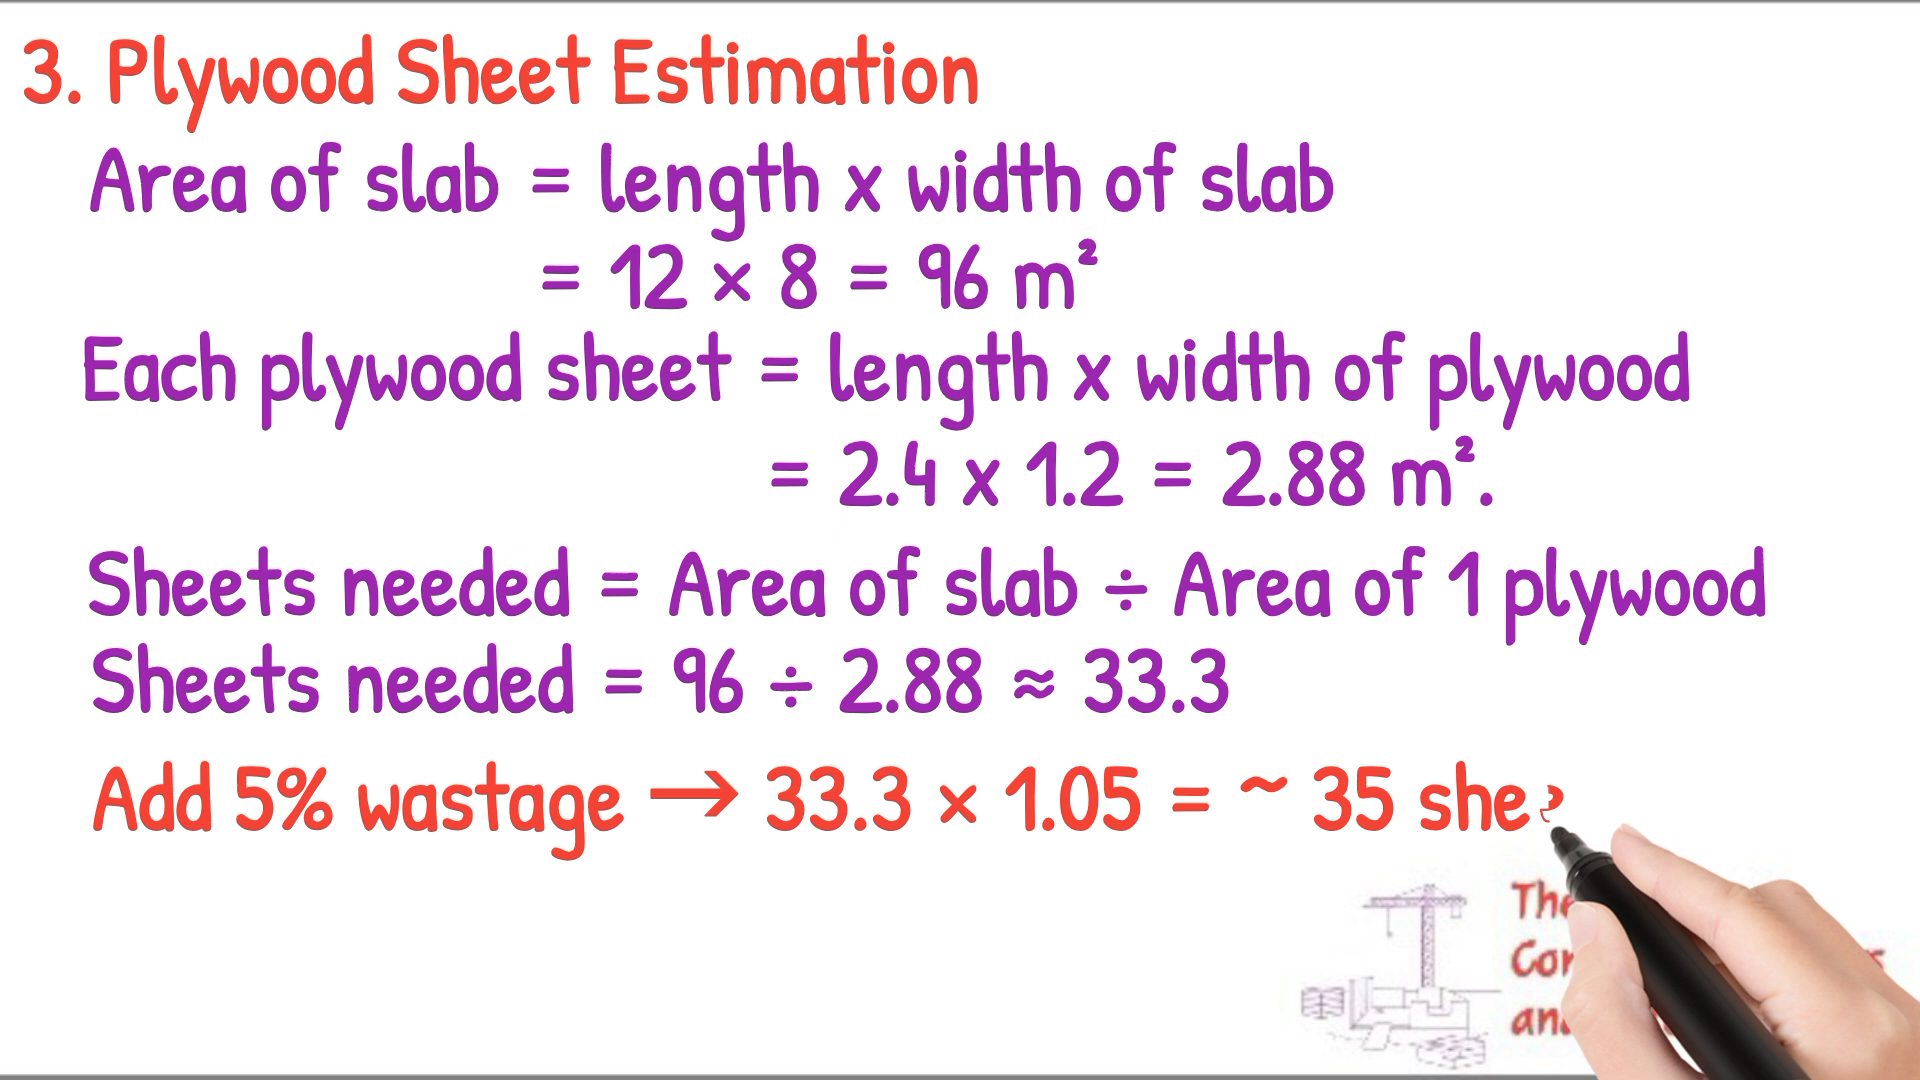 3. Plywood Sheet Estimation
Area of slab = length x width of slab
= 12 × 8 = 96 m²
Each plywood sheet = length x width of plywood
= 2.4 x 1.2 = 2.88 m².
Sheets needed = Area of slab ÷ Area of 1 plywood
Sheets needed = 96 ÷ 2.88 ≈ 33.3
Add 5% wastage → 33.3 × 1.05 = ~ 35 she